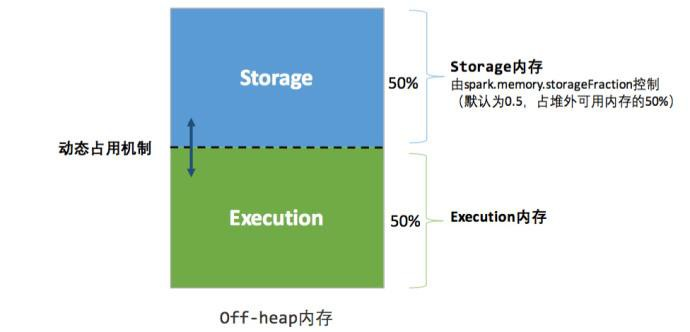 Storage
50%
Storage内存
由spark.memory.storageFraction控制
（默认为0.5，占堆外可用内存的50%）
动态占用机制
Execution
50%
Execution内存
Off-heap内存